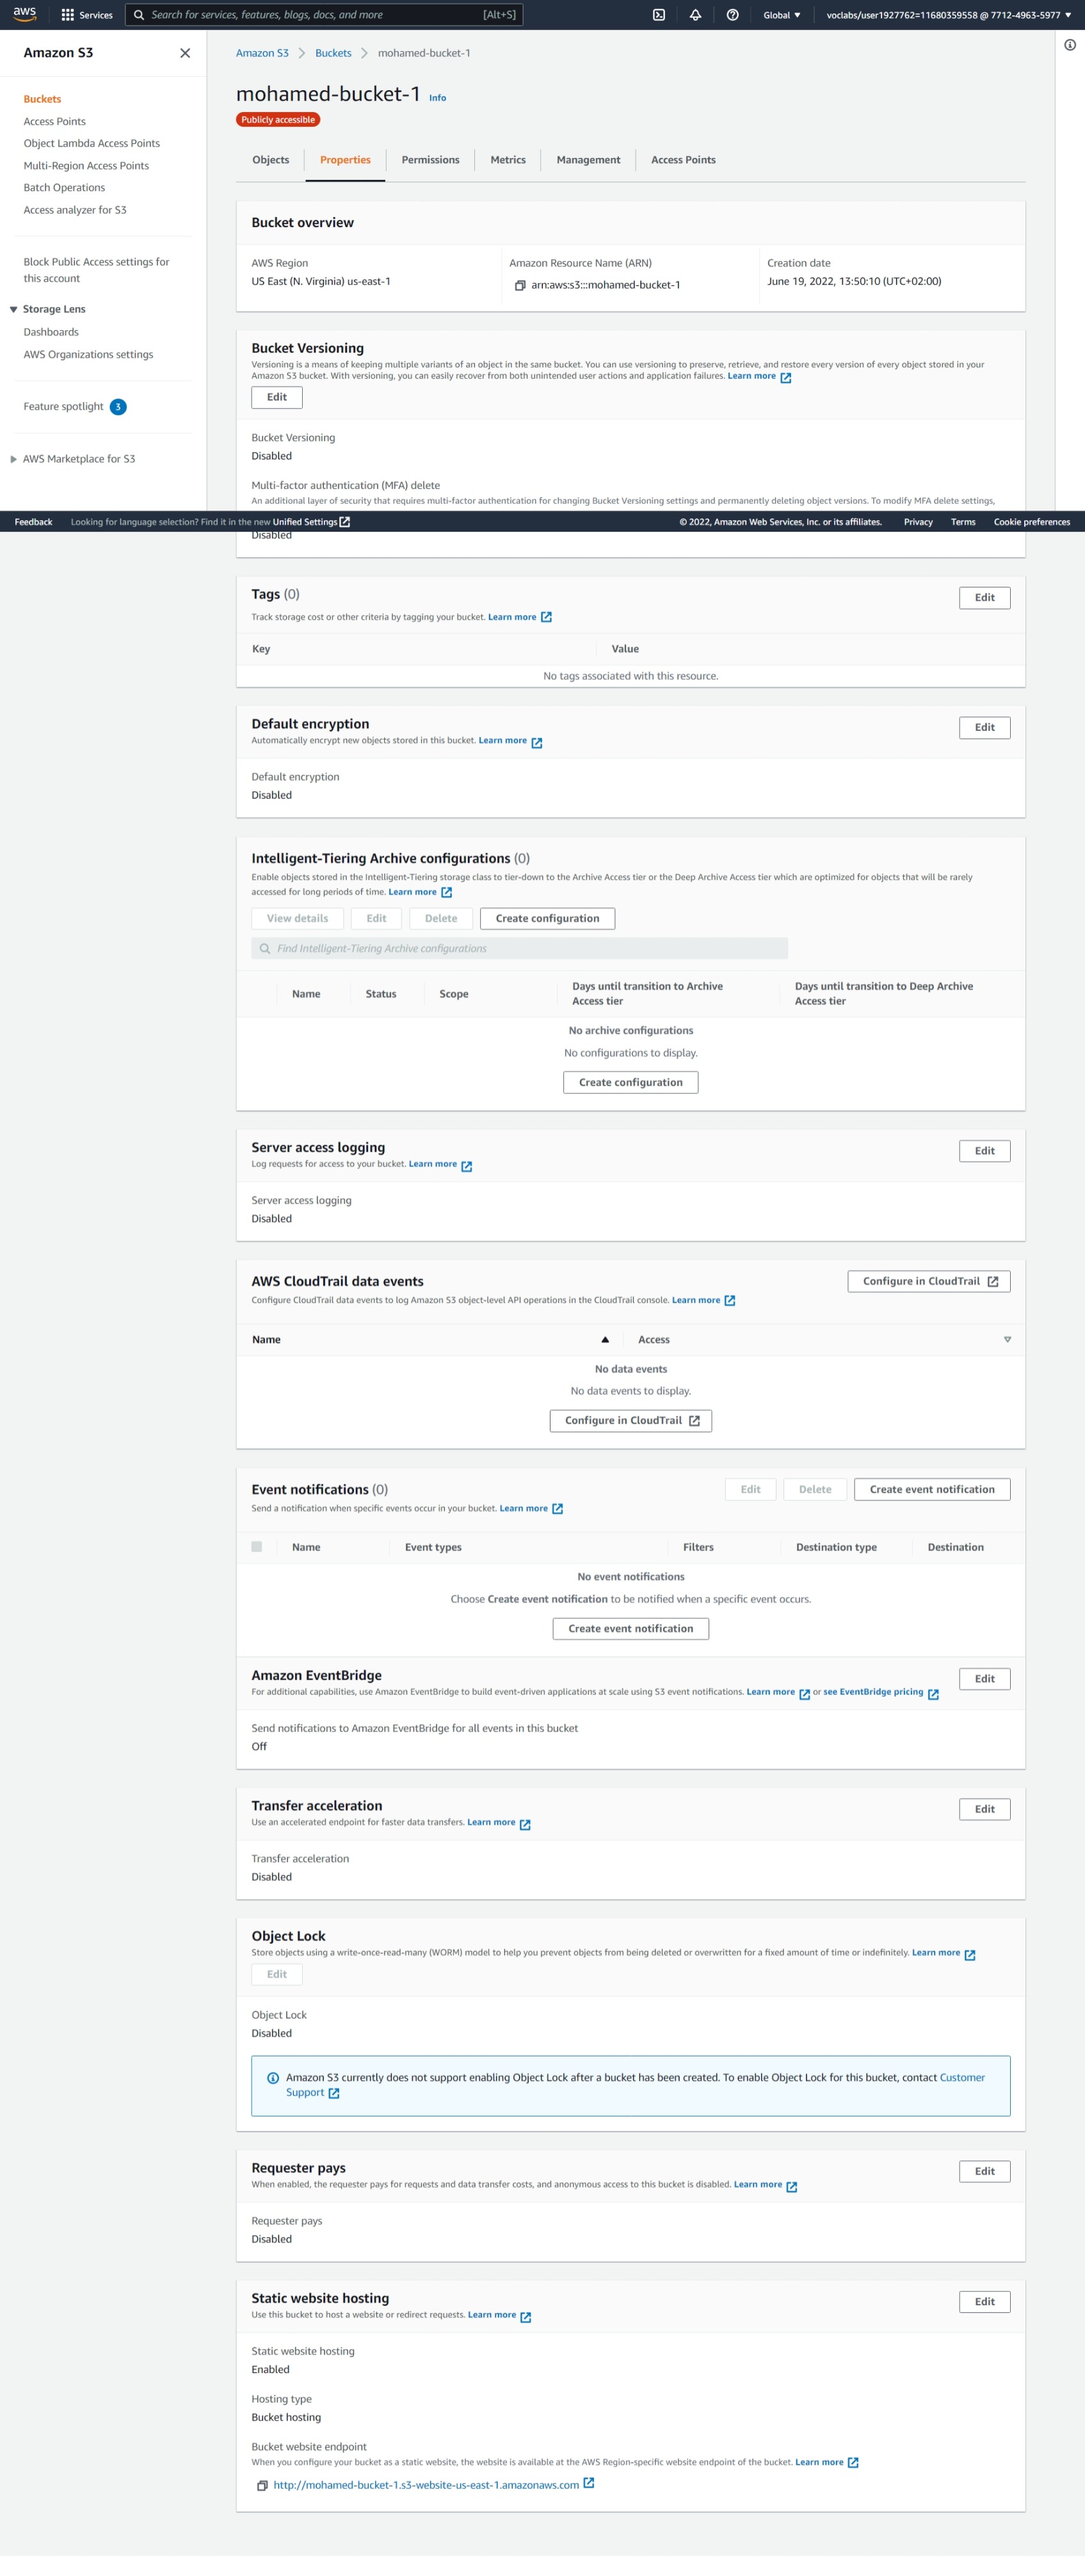 aws
Services
Search for services, features, blogs, docs, and more
[Alt+S]
Global
voclabs/user1927762=11680359558 @ 7712-4963-5977
Amazon S3
Buckets
Access Points
Object Lambda Access Points
Multi-Region Access Points
Batch Operations
Access analyzer for S3
Block Public Access settings for
this account
Storage Lens
Dashboards
AWS Organizations settings
Feature spotlight 3
AWS Marketplace for S3
Amazon S3 Buckets mohamed-bucket-1
mohamed-bucket-1 Info
Publicly accessible
Objects Properties Permissions Metrics Management Access Points
Bucket overview
AWS Region
US East (N. Virginia) us-east-1
Amazon Resource Name (ARN)
arn:aws:s3:::mohamed-bucket-1
Creation date
June 19, 2022, 13:50:10 (UTC+02:00)
Bucket Versioning
Versioning is a means of keeping multiple variants of an object in the same bucket. You can use versioning to preserve, retrieve, and restore every version of every object stored in your
Amazon S3 bucket. With versioning, you can easily recover from both unintended user actions and application failures. Learn more
Edit
Bucket Versioning
Disabled
Multi-factor authentication (MFA) delete
An additional layer of security that requires multi-factor authentication for changing Bucket Versioning settings and permanently deleting object versions. To modify MFA delete settings,
Feedback Looking for language selection? Find it in the new Unified Settings
© 2022, Amazon Web Services, Inc. or its affiliates. Privacy Terms Cookie preferences
Disabled
Tags (0)
Edit
Track storage cost or other criteria by tagging your bucket. Learn more
Key Value
No tags associated with this resource.
Default encryption
Edit
Automatically encrypt new objects stored in this bucket. Learn more
Default encryption
Disabled
Intelligent-Tiering Archive configurations (0)
Enable objects stored in the Intelligent-Tiering storage class to tier-down to the Archive Access tier or the Deep Archive Access tier which are optimized for objects that will be rarely
accessed for long periods of time. Learn more
View details Edit Delete Create configuration
Find Intelligent-Tiering Archive configurations
Name Status Scope
Days until transition to Archive
Access tier
Days until transition to Deep Archive
Access tier
No archive configurations
No configurations to display.
Create configuration
Server access logging
Edit
Log requests for access to your bucket. Learn more
Server access logging
Disabled
AWS CloudTrail data events
Configure in CloudTrail
Configure CloudTrail data events to log Amazon S3 object-level API operations in the CloudTrail console. Learn more
Name Access
No data events
No data events to display.
Configure in CloudTrail
Event notifications (0)
Edit Delete Create event notification
Send a notification when specific events occur in your bucket. Learn more
Name Event types Filters Destination type Destination
No event notifications
Choose Create event notification to be notified when a specific event occurs.
Create event notification
Amazon EventBridge
Edit
For additional capabilities, use Amazon EventBridge to build event-driven applications at scale using S3 event notifications. Learn more or see EventBridge pricing
Send notifications to Amazon EventBridge for all events in this bucket
Off
Transfer acceleration
Edit
Use an accelerated endpoint for faster data transfers. Learn more
Transfer acceleration
Disabled
Object Lock
Store objects using a write-once-read-many (WORM) model to help you prevent objects from being deleted or overwritten for a fixed amount of time or indefinitely. Learn more
Edit
Object Lock
Disabled
Amazon S3 currently does not support enabling Object Lock after a bucket has been created. To enable Object Lock for this bucket, contact Customer
Support
Requester pays
Edit
When enabled, the requester pays for requests and data transfer costs, and anonymous access to this bucket is disabled. Learn more
Requester pays
Disabled
Static website hosting
Edit
Use this bucket to host a website or redirect requests. Learn more
Static website hosting
Enabled
Hosting type
Bucket hosting
Bucket website endpoint
When you configure your bucket as a static website, the website is available at the AWS Region-specific website endpoint of the bucket. Learn more
http://mohamed-bucket-1.s3-website-us-east-1.amazonaws.com